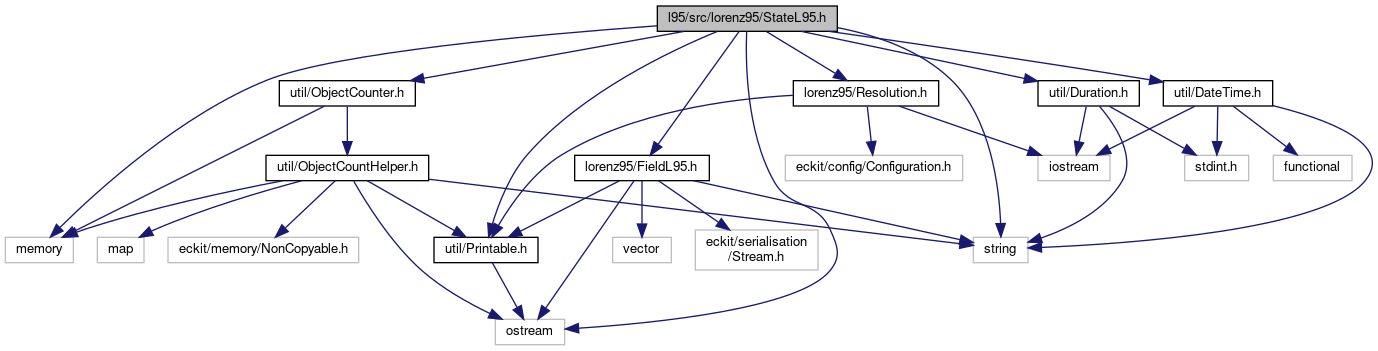 l95/src/lorenz95/StateL95.h
util/ObjectCounter.h
lorenz95/Resolution.h
util/Duration.h
util/DateTime.h
util/ObjectCountHelper.h
lorenz95/FieldL95.h
eckit/config/Configuration.h
iostream
stdint.h
functional
memory
map
eckit/memory/NonCopyable.h
util/Printable.h
vector
eckit/serialisation
/Stream.h
string
ostream